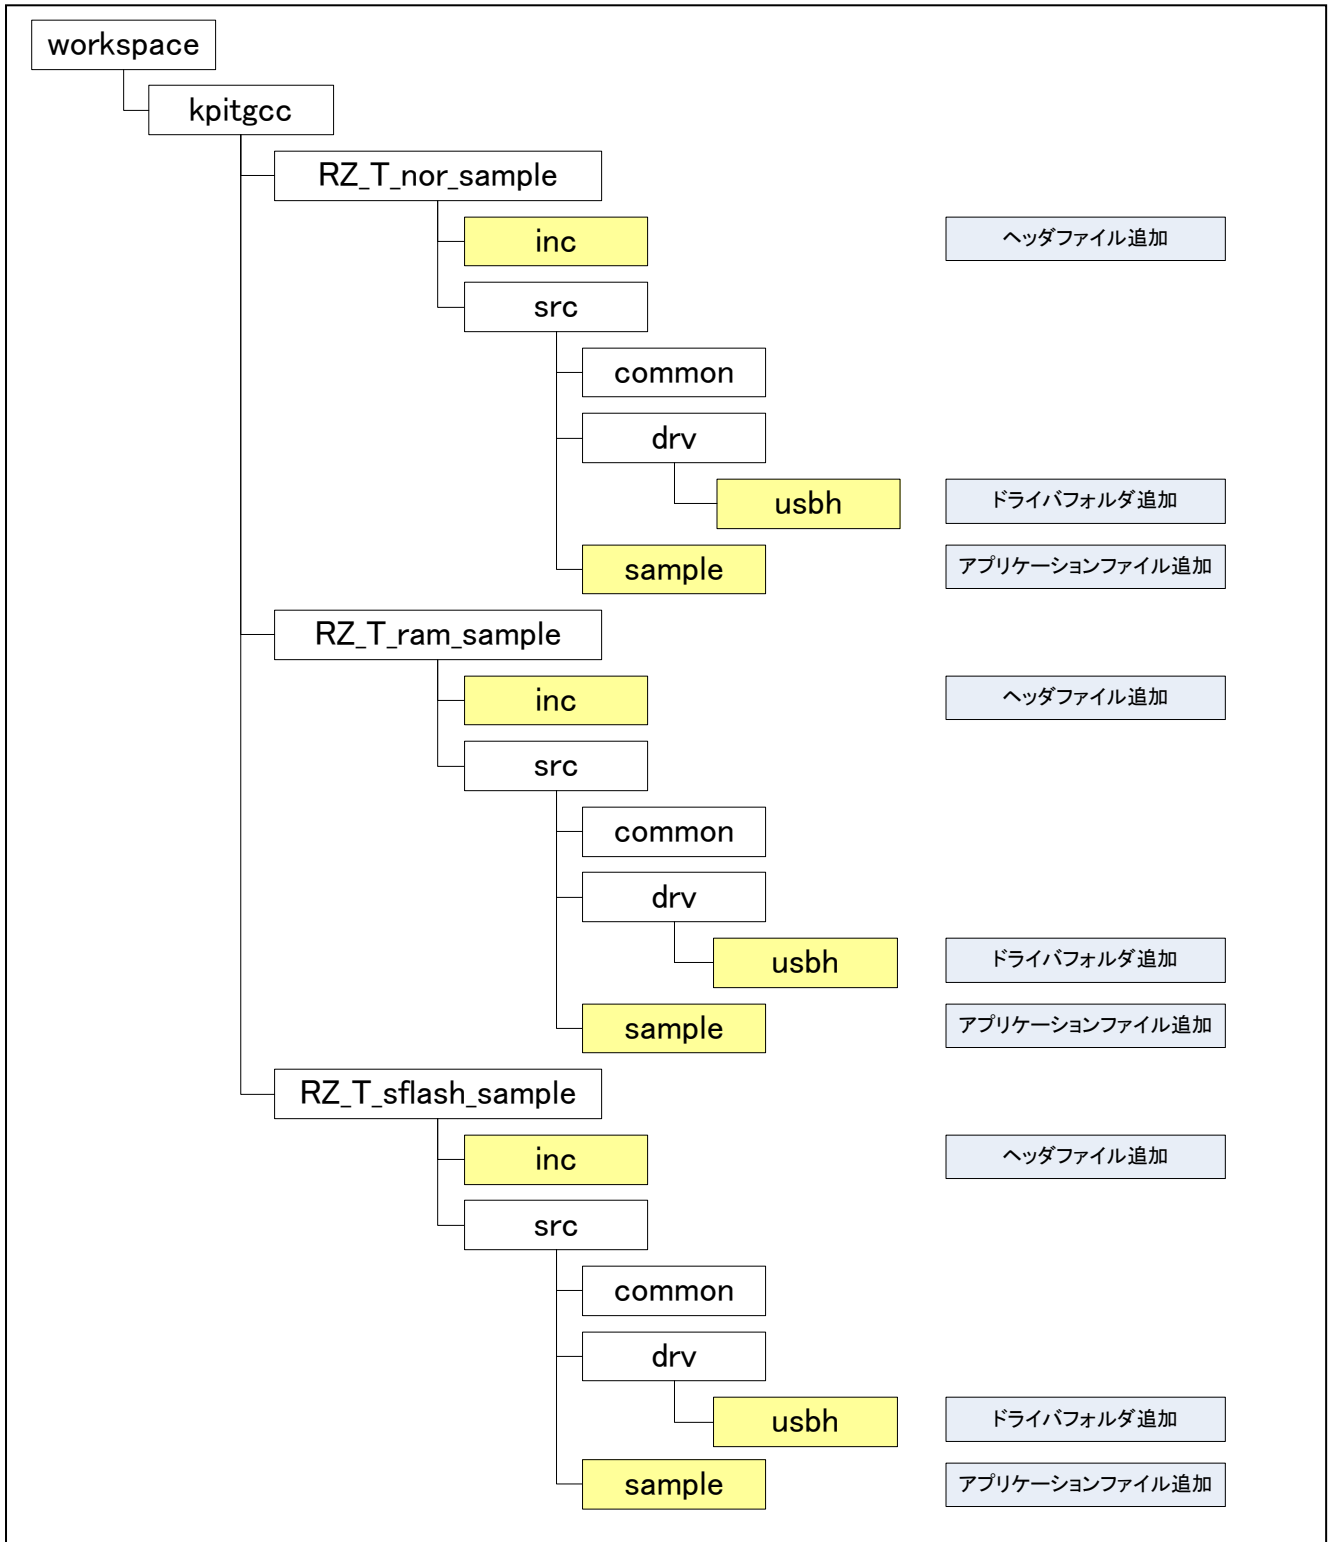 workspace
kpitgcc
RZ_T_nor_sample
inc ヘッダファイル追加
src
common
drv
usbh ドライバフォルダ追加
sample アプリケーションファイル追加
RZ_T_ram_sample
inc ヘッダファイル追加
src
common
drv
usbh ドライバフォルダ追加
sample アプリケーションファイル追加
RZ_T_sflash_sample
inc ヘッダファイル追加
src
common
drv
usbh ドライバフォルダ追加
sample アプリケーションファイル追加